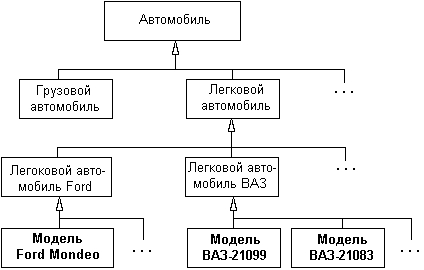 Автомобиль
Грузовой
автомобиль
Легковой
автомобиль
...
Легоковой авто-
мобиль Ford
Легковой авто-
мобиль ВАЗ
...
Модель
Ford Mondeo
...
Модель
ВАЗ-21099
Модель
ВАЗ-21083
...